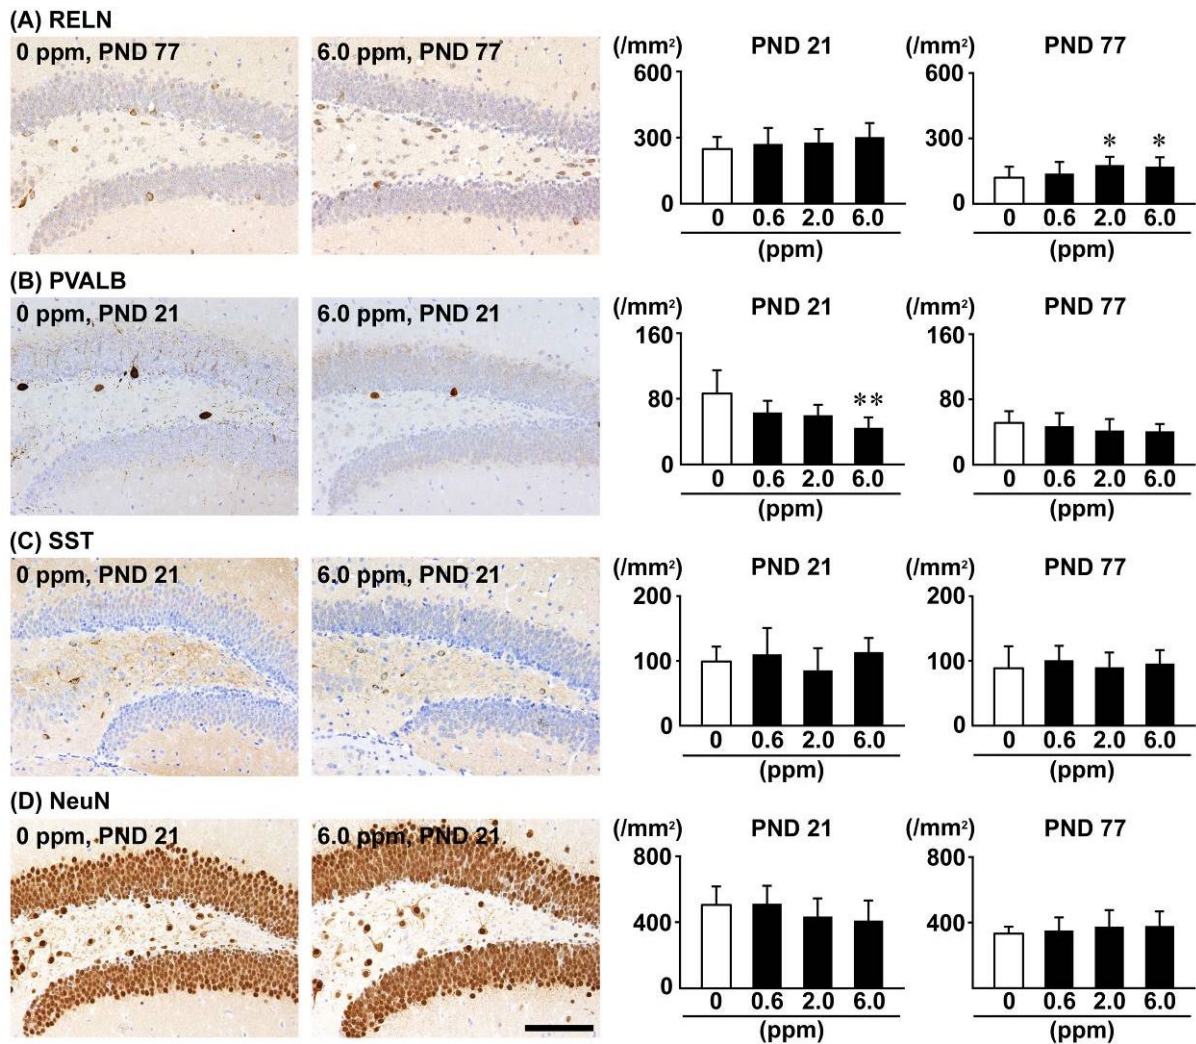 (A) RELN
0 ppm, PND 77
6.0 ppm, PND 77
(/mm²) PND 21
600
300
0
0 0.6 2.0 6.0
(ppm)
(/mm²) PND 77
600
300
0
* *
0 0.6 2.0 6.0
(ppm)
(B) PVALB
0 ppm, PND 21
6.0 ppm, PND 21
(/mm²) PND 21
160
80
0
**
0 0.6 2.0 6.0
(ppm)
(/mm²) PND 77
160
80
0
0 0.6 2.0 6.0
(ppm)
(C) SST
0 ppm, PND 21
6.0 ppm, PND 21
(/mm²) PND 21
200
100
0
0 0.6 2.0 6.0
(ppm)
(/mm²) PND 77
200
100
0
0 0.6 2.0 6.0
(ppm)
(D) NeuN
0 ppm, PND 21
6.0 ppm, PND 21
(/mm²) PND 21
800
400
0
0 0.6 2.0 6.0
(ppm)
(/mm²) PND 77
800
400
0
0 0.6 2.0 6.0
(ppm)